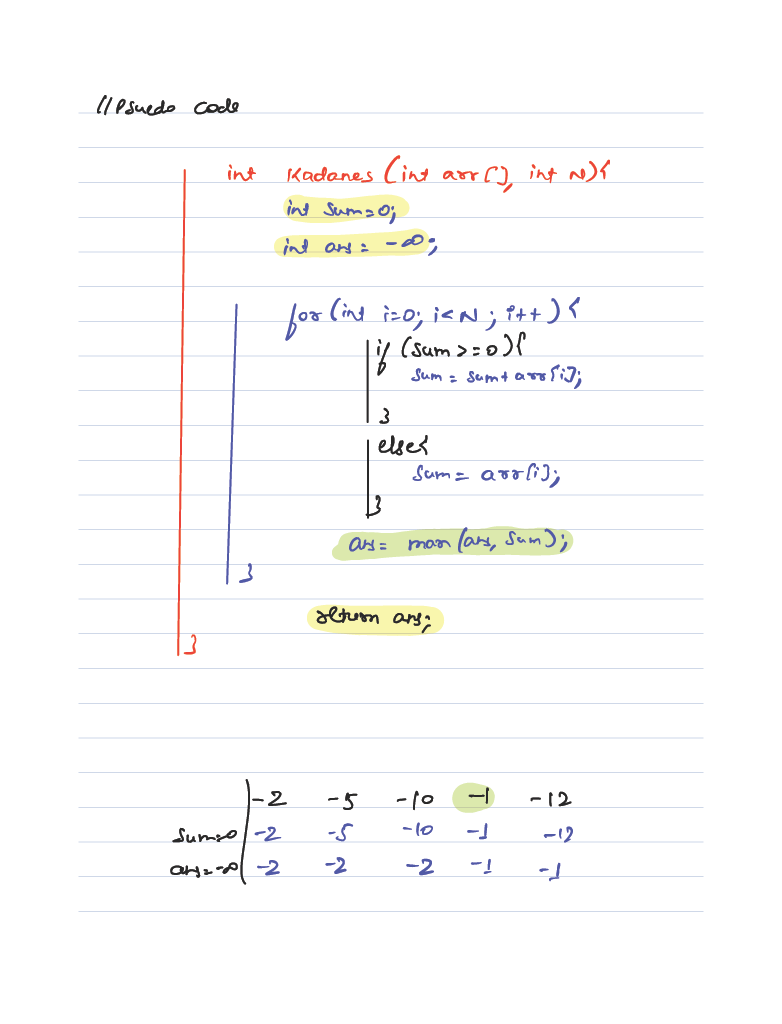 //Psuedo code
int Kadanes (int arr[], int N){
int sum=0;
int ans = -∞;
for (int i=0; i<N; i++) {
if (sum >=0){
sum = sum + arr[i];
}
else{
sum = arr[i];
}
ans = max (ans, sum);
}
return ans;
}
-2 -5 -10 -1 -12
sum=0 -2 -5 -10 -1 -12
ans=-∞ -2 -2 -2 -1 -1